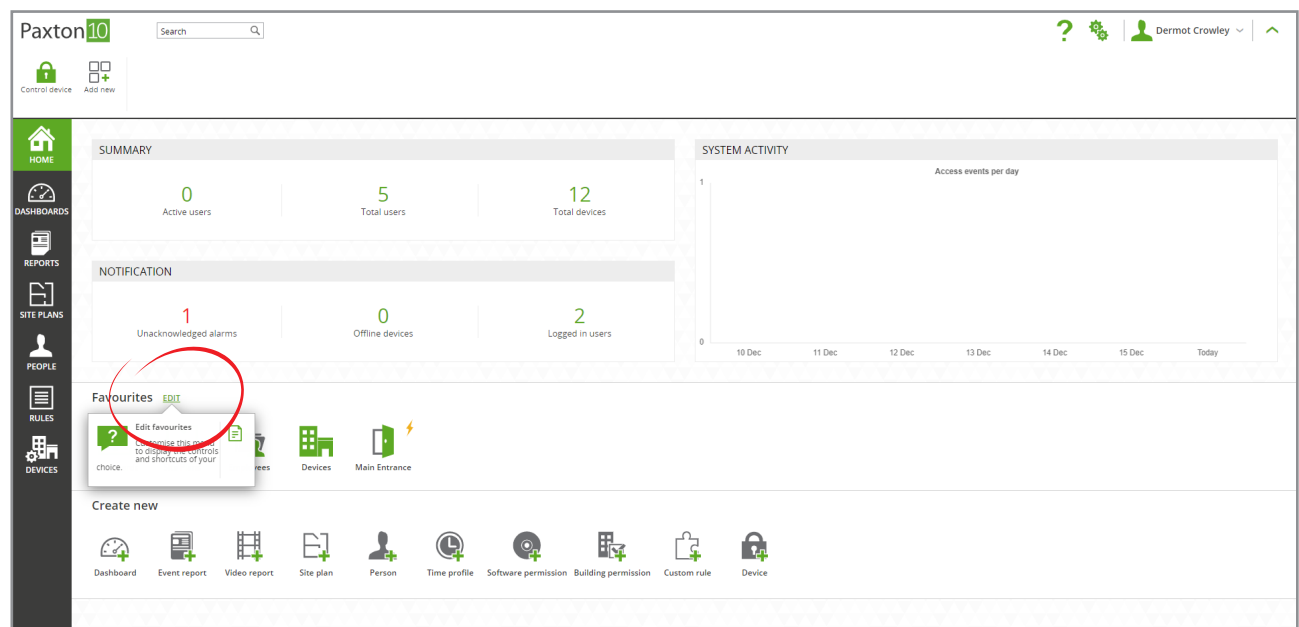 Paxton10
Search
Dermot Crowley
Control device
Add new
HOME
DASHBOARDS
REPORTS
SITE PLANS
PEOPLE
RULES
DEVICES
SUMMARY
0
Active users
5
Total users
12
Total devices
NOTIFICATION
1
Unacknowledged alarms
0
Offline devices
2
Logged in users
SYSTEM ACTIVITY
Access events per day
1
0
10 Dec 11 Dec 12 Dec 13 Dec 14 Dec 15 Dec Today
Favourites EDIT
?
Edit favourites
Customise this menu
to display the controls
and shortcuts of your
choice.
Devices
Main Entrance
Create new
Dashboard
Event report
Video report
Site plan
Person
Time profile
Software permission
Building permission
Custom rule
Device